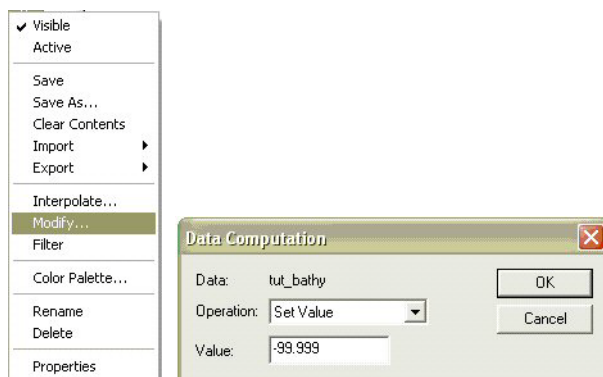 Visible
Active
Save
Save As...
Clear Contents
Import
Export
Interpolate...
Modify...
Filter
Color Palette...
Rename
Delete
Properties
Data Computation
Data: tut_bathy
OK
Operation: Set Value
Cancel
Value: -99.999